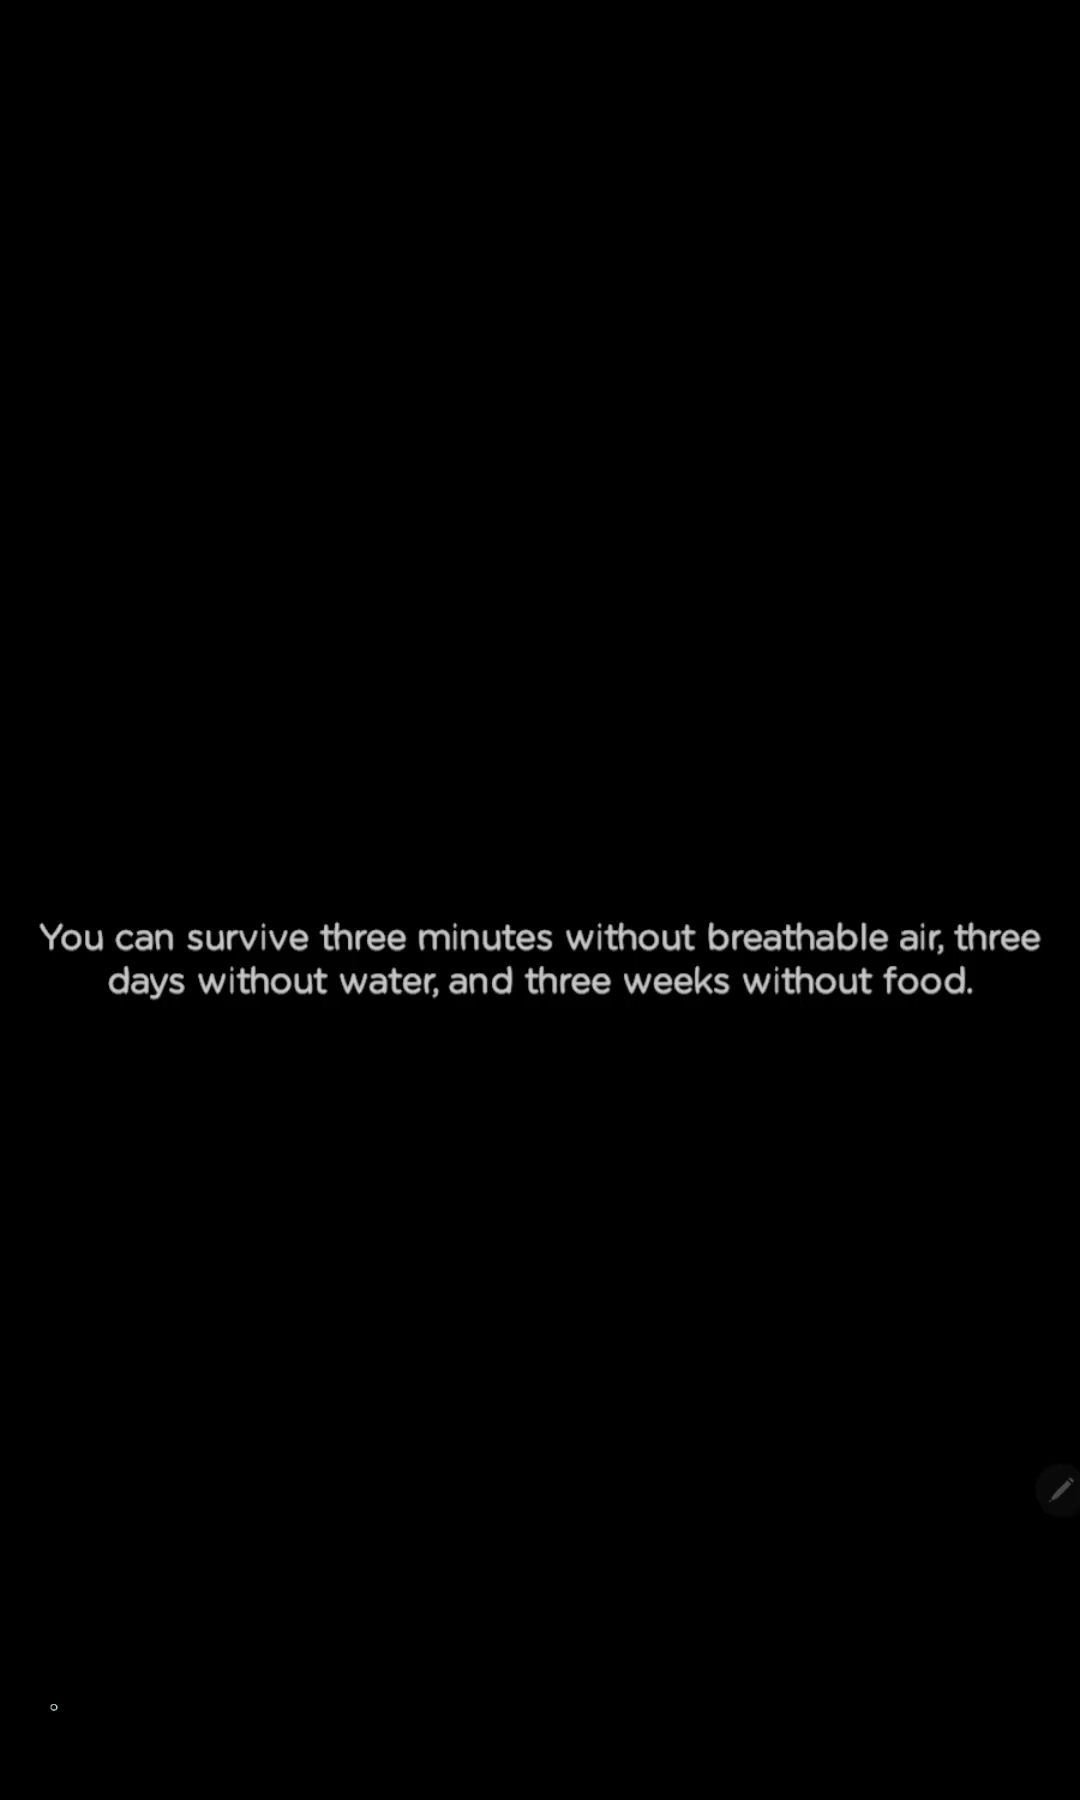 You can survive three minutes without breathable air, three
days without water, and three weeks without food.